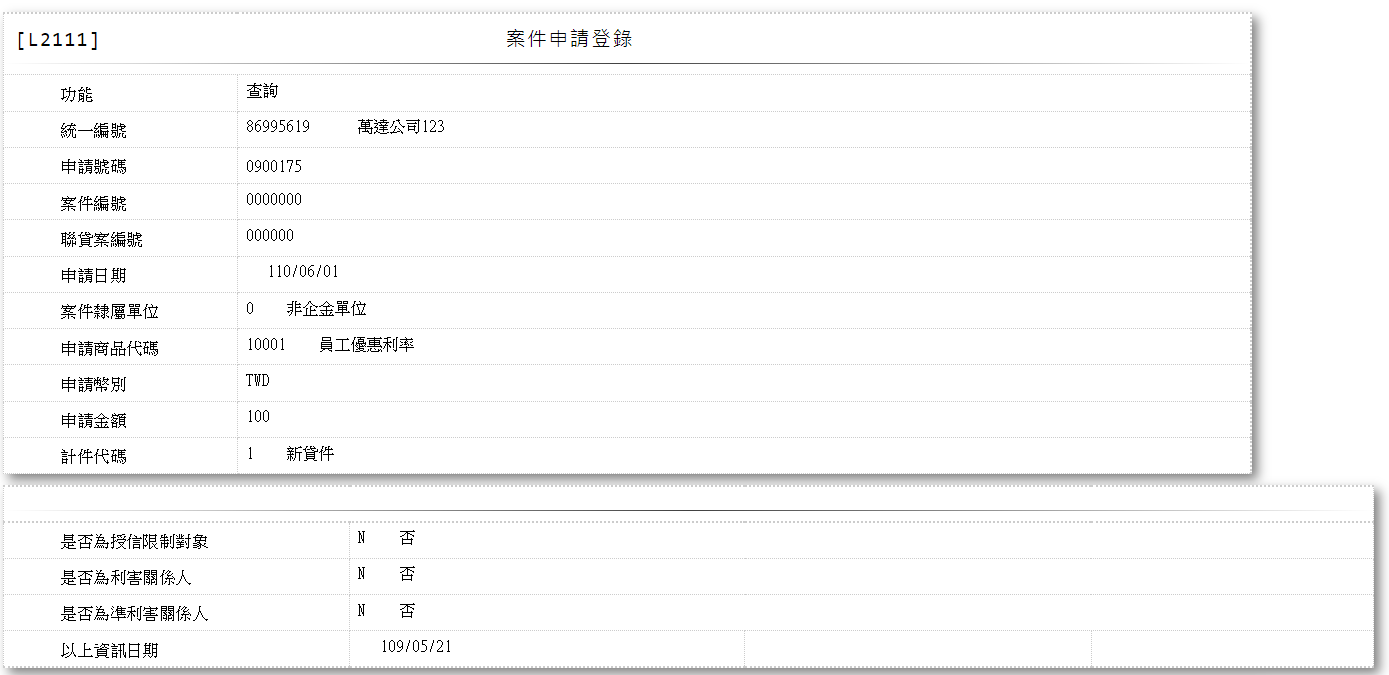 [L2111] 案件申請登錄
功能 查詢
統一編號 86995619 萬達公司123
申請號碼 0900175
案件編號 0000000
聯貸案編號 000000
申請日期 110/06/01
案件隸屬單位 0 非企金單位
申請商品代碼 10001 員工優惠利率
申請幣別 TWD
申請金額 100
計件代碼 1 新貸件
是否為授信限制對象 N 否
是否為利害關係人 N 否
是否為準利害關係人 N 否
以上資訊日期 109/05/21